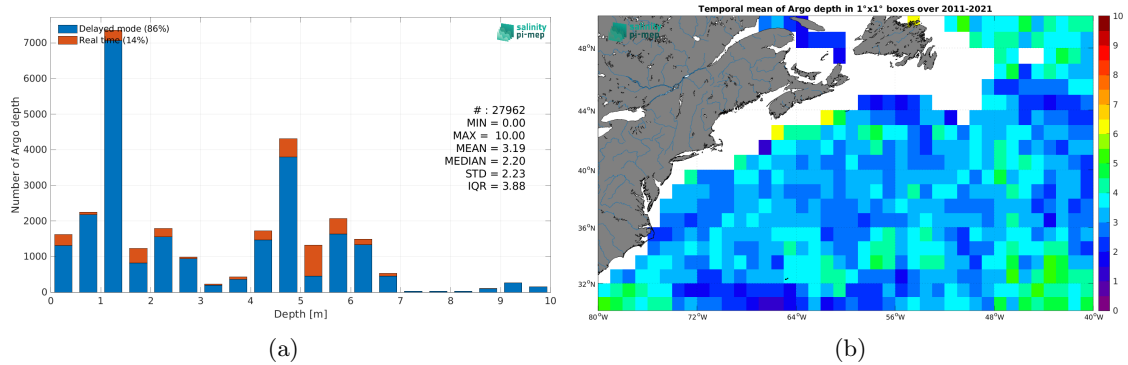 Delayed mode (86%)
Real time (14%)
salinity
pi-mep
7000
6000
5000
4000
3000
2000
1000
0
Number of Argo depth
# : 27962
MIN = 0.00
MAX = 10.00
MEAN = 3.19
MEDIAN = 2.20
STD = 2.23
IQR = 3.88
0 1 2 3 4 5 6 7 8 9 10
Depth [m]
(a)
Temporal mean of Argo depth in 1°x1° boxes over 2011-2021
salinity
pi-mep
48°N
44°N
40°N
36°N
32°N
80°W 72°W 64°W 56°W 48°W 40°W
10
9
8
7
6
5
4
3
2
1
0
(b)